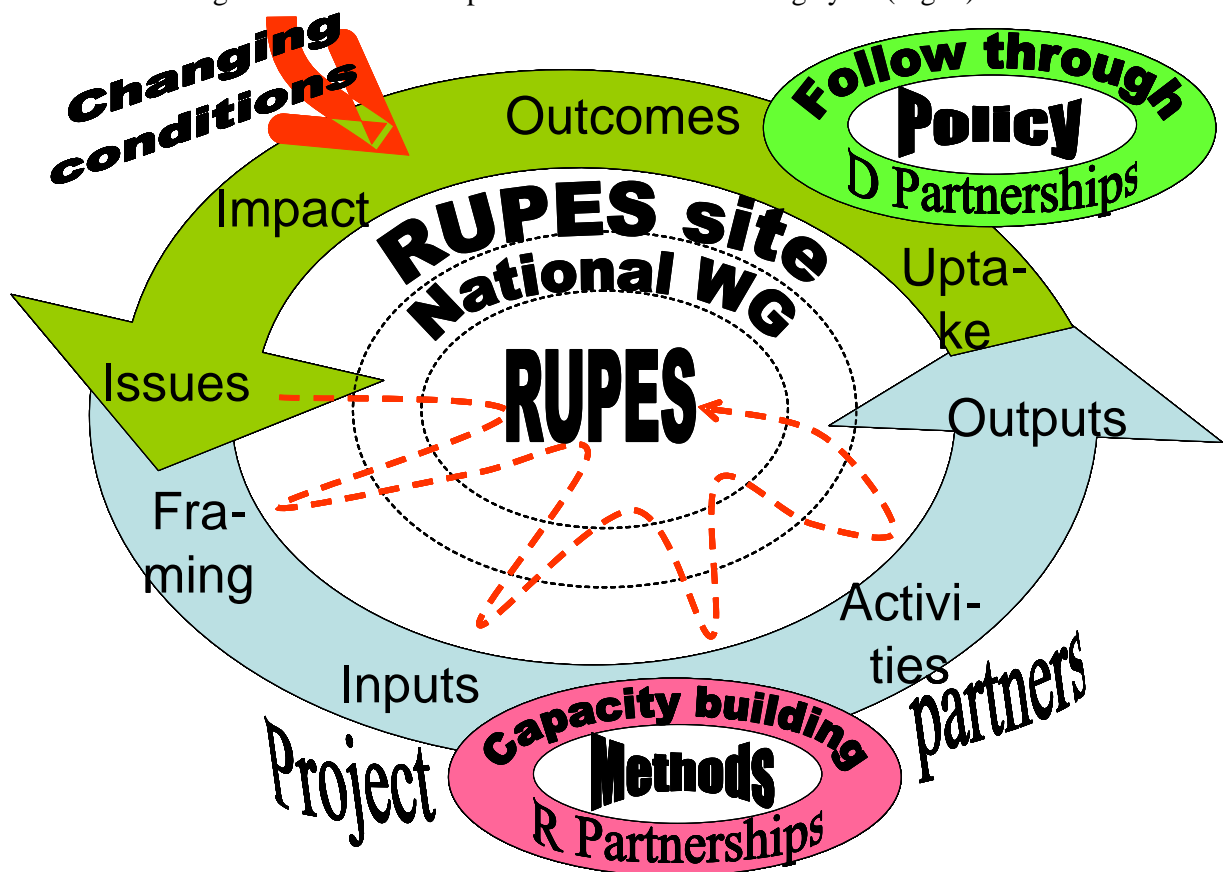 Changing
conditions
Outcomes
Follow through
Policy
D Partnerships
Impact
RUPES site
National WG
RUPES
Upta-
ke
Issues
Outputs
Fra-
ming
Activi-
ties
Inputs
Project
partners
Capacity building
Methods
R Partnerships